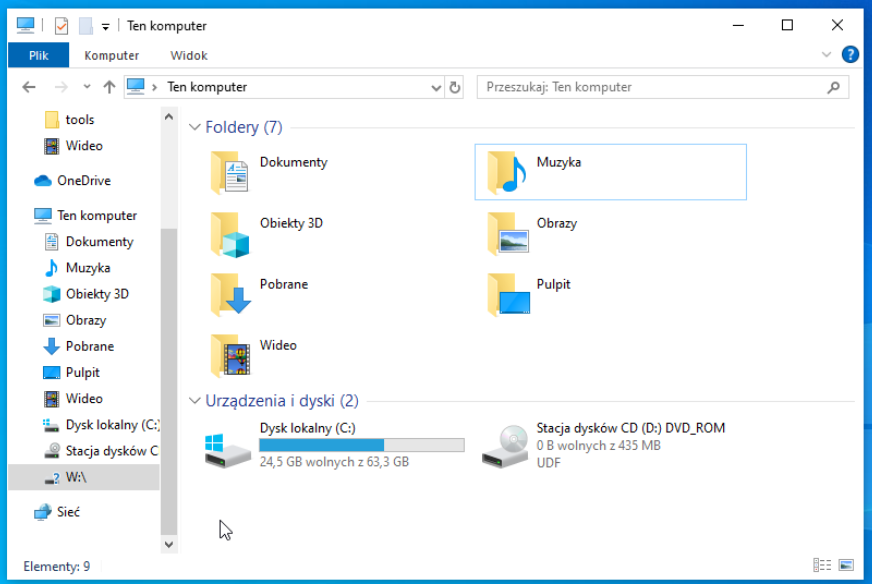 Ten komputer
Plik Komputer Widok
Ten komputer
Przeszukaj: Ten komputer
tools
Wideo
OneDrive
Ten komputer
Dokumenty
Muzyka
Obiekty 3D
Obrazy
Pobrane
Pulpit
Wideo
Dysk lokalny (C:)
Stacja dysków C
W:\
Sieć
Foldery (7)
Dokumenty
Muzyka
Obiekty 3D
Obrazy
Pobrane
Pulpit
Wideo
Urządzenia i dyski (2)
Dysk lokalny (C:)
24,5 GB wolnych z 63,3 GB
Stacja dysków CD (D:) DVD_ROM
0 B wolnych z 435 MB
UDF
Elementy: 9